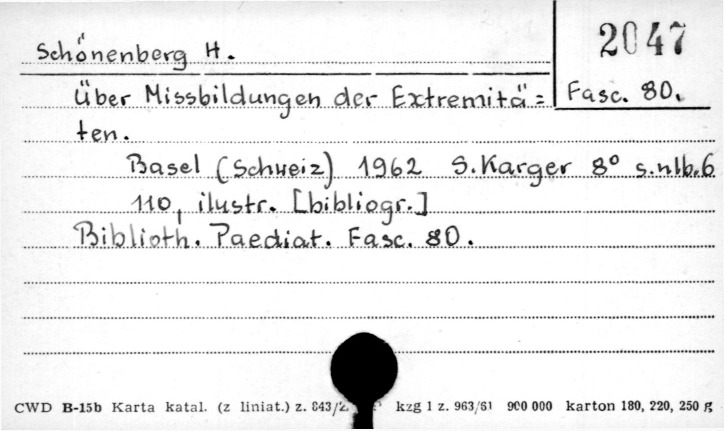 Schönenberg H.
2047
Fasc. 80.
Über Missbildungen der Extremitä=
ten.
Basel (Schweiz) 1962 S. Karger 8° s. nlb. 6
110, ilustr. [bibliogr.]
Biblioth. Paediat. Fasc. 80.
CWD B-15b Karta katal. (z liniat.) z. 843/ kzg 1 z. 963/61 900 000 karton 180, 220, 250 g